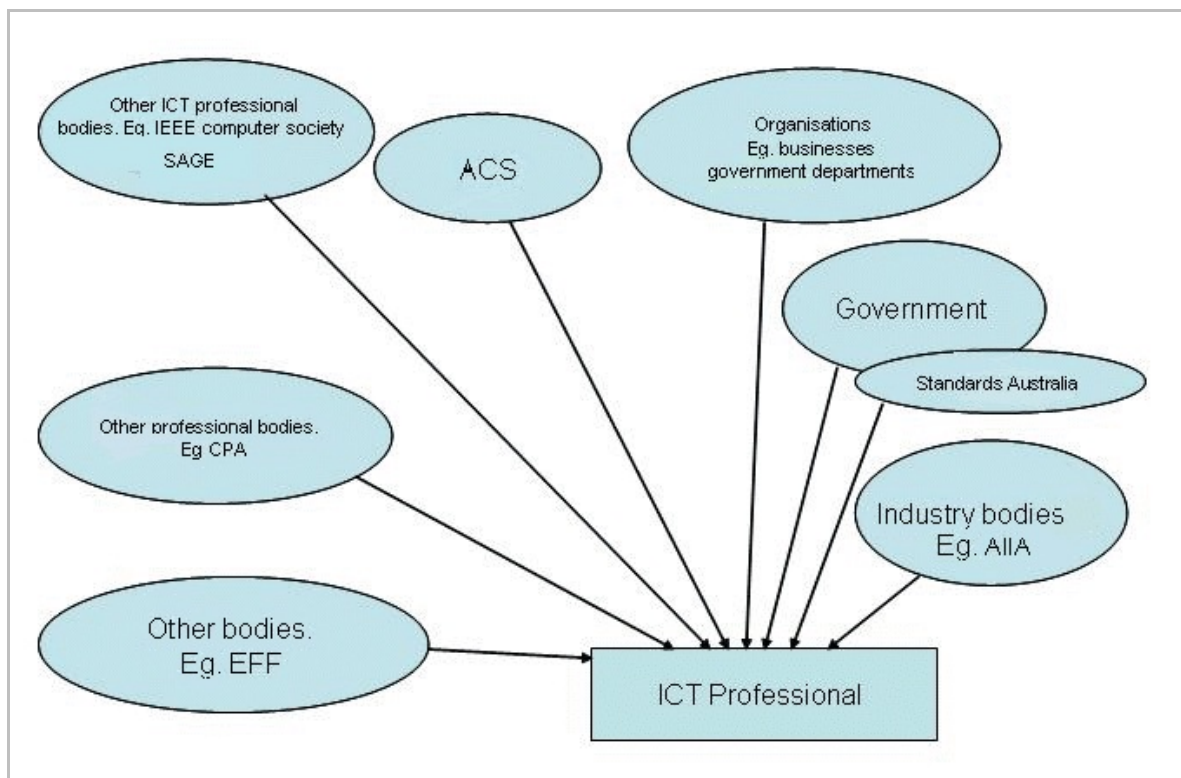 Other ICT professional
bodies. Eg. IEEE computer society
SAGE
ACS
Organisations
Eg. businesses
government departments
Government
Standards Australia
Other professional bodies.
Eg CPA
Industry bodies
Eg. AIIA
Other bodies.
Eg. EFF
ICT Professional